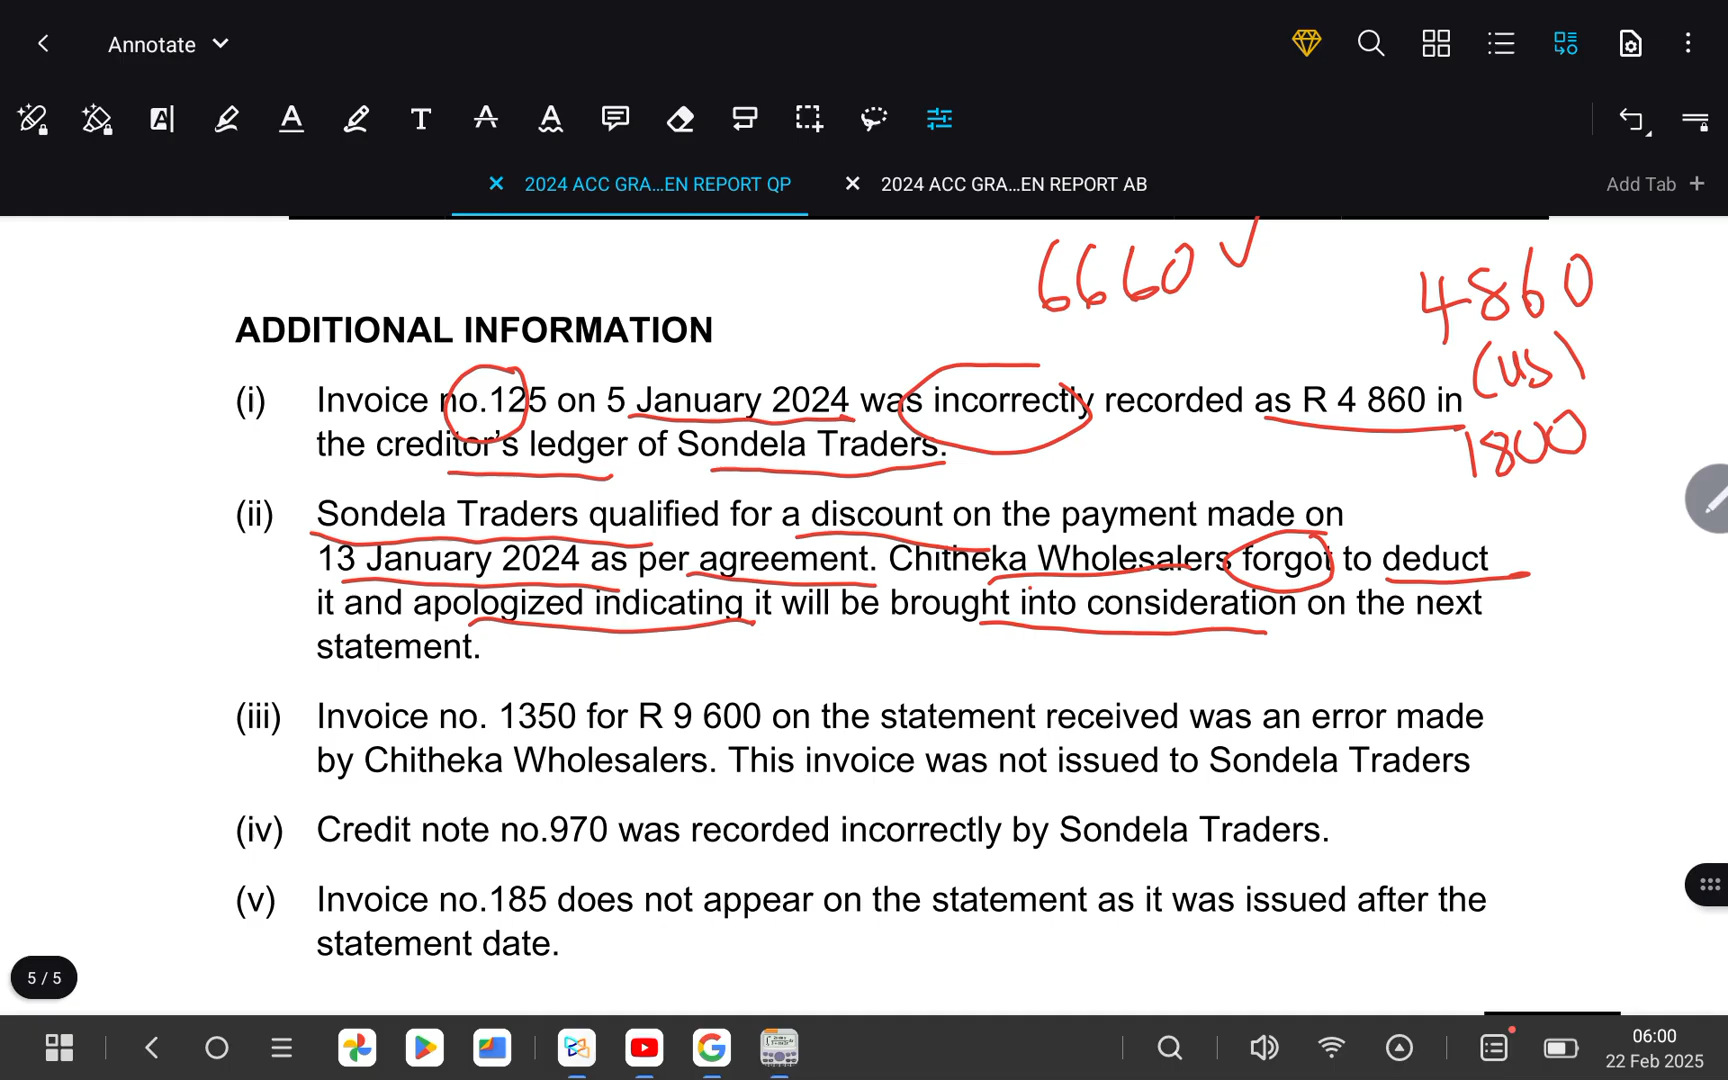 Annotate
2024 ACC GRA...EN REPORT QP
2024 ACC GRA...EN REPORT AB
Add Tab +
6660 ✓
4860
(us)
1800
ADDITIONAL INFORMATION
(i) Invoice no.125 on 5 January 2024 was incorrectly recorded as R 4 860 in
the creditor's ledger of Sondela Traders.
(ii) Sondela Traders qualified for a discount on the payment made on
13 January 2024 as per agreement. Chitheka Wholesalers forgot to deduct
it and apologized indicating it will be brought into consideration on the next
statement.
(iii) Invoice no. 1350 for R 9 600 on the statement received was an error made
by Chitheka Wholesalers. This invoice was not issued to Sondela Traders
(iv) Credit note no.970 was recorded incorrectly by Sondela Traders.
(v) Invoice no.185 does not appear on the statement as it was issued after the
statement date.
5 / 5
06:00
22 Feb 2025